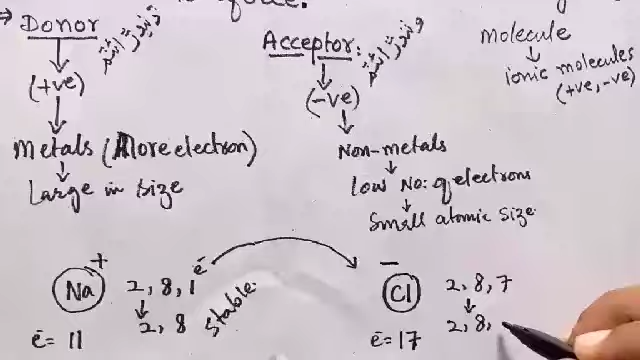 ⇒ Donor
(+ve)
Metals (More electron)
Large in size
Acceptor:
(-ve)
Non-metals
Low No: of electrons
Small atomic size
molecule
ionic molecules
(+ve, -ve)
Na +
2, 8, 1 ē
2, 8
Stable
ē = 11
Cl −
2, 8, 7
2, 8,
ē = 17